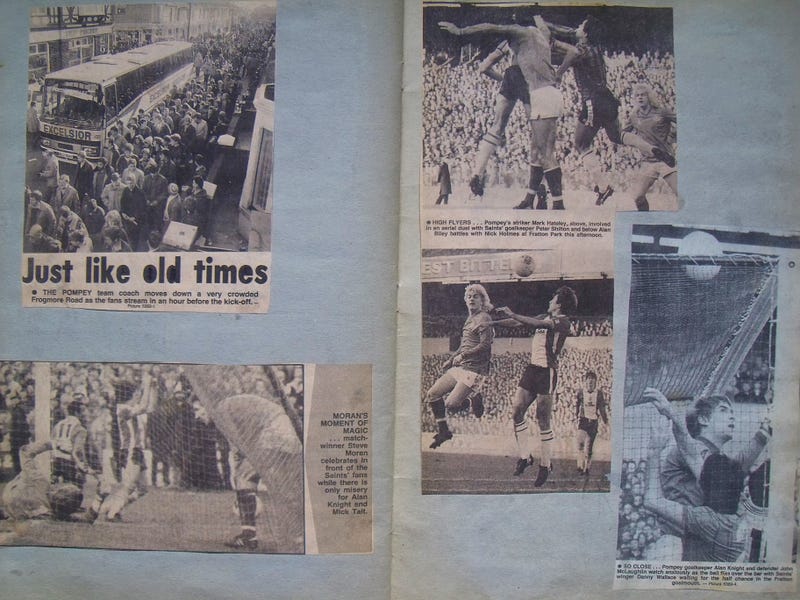 EXCELSIOR
Just like old times
● THE POMPEY team coach moves down a very crowded
Frogmore Road as the fans stream in an hour before the kick-off. —
MORAN'S
MOMENT OF
MAGIC
. . . match-
winner Steve
Moran
celebrates in
front of the
Saints' fans
while there is
only misery
for Alan
Knight and
Mick Tait.
● HIGH FLYERS . . . Pompey's striker Mark Hateley, above, involved
in an aerial duel with Saints' goalkeeper Peter Shilton and below Alan
Biley battles with Nick Holmes at Fratton Park this afternoon.
EST BITTE
● SO CLOSE . . . Pompey goalkeeper Alan Knight and defender John
McLaughlin watch anxiously as the ball flies over the bar with Saints'
winger Danny Wallace waiting for the half chance in the Fratton
goalmouth. —